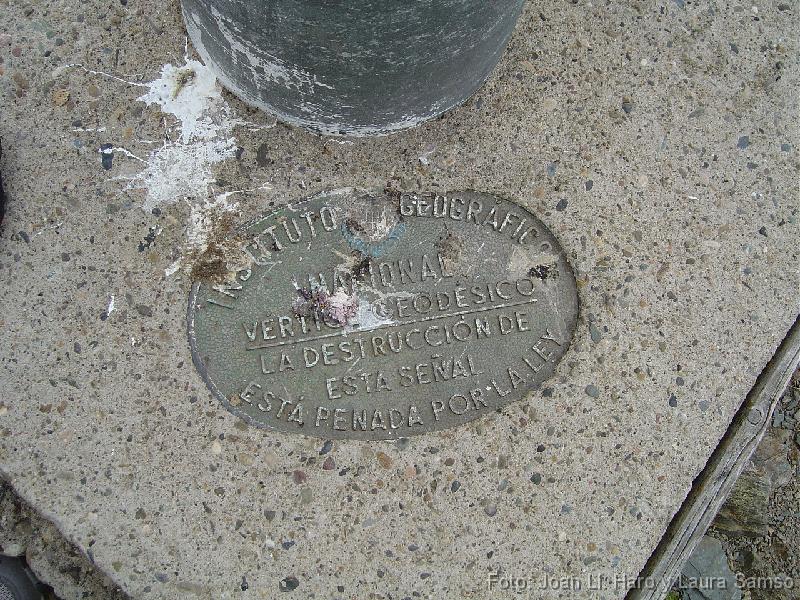 INSTITUTO GEOGRÁFICO
NACIONAL
VERTICE GEODÉSICO
LA DESTRUCCIÓN DE
ESTA SEÑAL
ESTÁ PENADA POR LA LEY
Foto: Joan Ll. Haro y Laura Samso